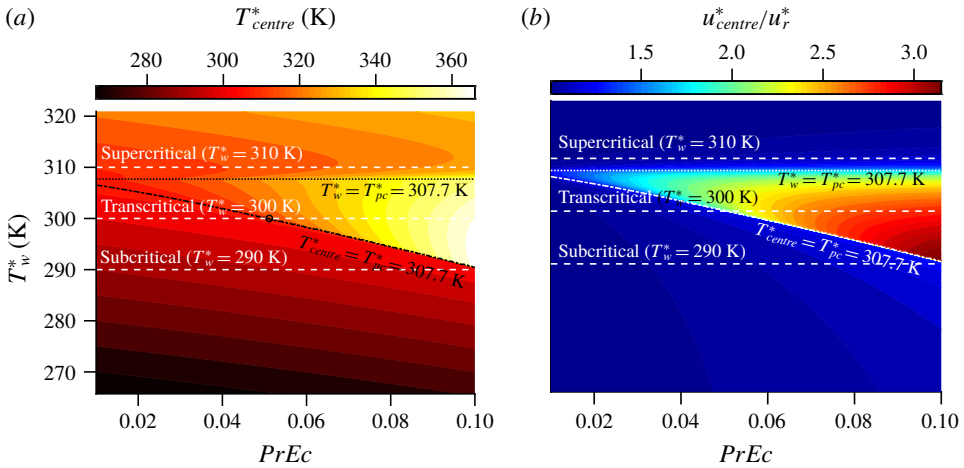 (a)
T*centre (K)
280 300 320 340 360
320
Supercritical (T*w = 310 K)
310
T*w = T*pc = 307.7 K
Transcritical (T*w = 300 K)
300
T*centre = T*pc = 307.7 K
Subcritical (T*w = 290 K)
290
280
270
T*w (K)
0.02 0.04 0.06 0.08 0.10
PrEc
(b)
u*centre/u*r
1.5 2.0 2.5 3.0
Supercritical (T*w = 310 K)
T*w = T*pc = 307.7 K
Transcritical (T*w = 300 K)
T*centre = T*pc = 307.7 K
Subcritical (T*w = 290 K)
0.02 0.04 0.06 0.08 0.10
PrEc